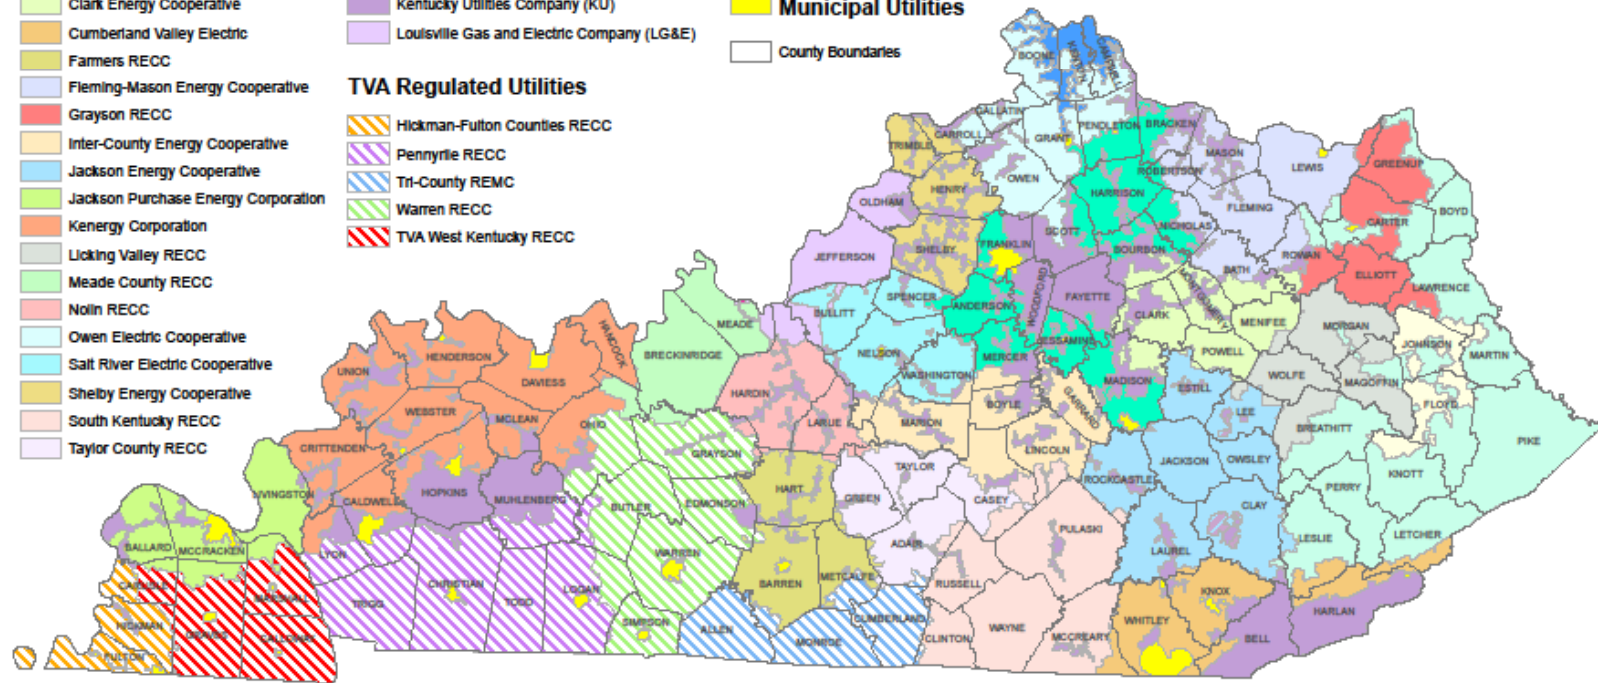 Clark Energy Cooperative
Cumberland Valley Electric
Farmers RECC
Fleming-Mason Energy Cooperative
Grayson RECC
Inter-County Energy Cooperative
Jackson Energy Cooperative
Jackson Purchase Energy Corporation
Kenergy Corporation
Licking Valley RECC
Meade County RECC
Nolin RECC
Owen Electric Cooperative
Salt River Electric Cooperative
Shelby Energy Cooperative
South Kentucky RECC
Taylor County RECC
Kentucky Utilities Company (KU)
Louisville Gas and Electric Company (LG&E)
TVA Regulated Utilities
Hickman-Fulton Counties RECC
Pennyrile RECC
Tri-County REMC
Warren RECC
TVA West Kentucky RECC
Municipal Utilities
County Boundaries
BOONE
KENTON
CAMPBELL
GALLATIN
CARROLL
GRANT
PENDLETON
BRACKEN
TRIMBLE
OWEN
MASON
ROBERTSON
LEWIS
GREENUP
HENRY
HARRISON
FLEMING
CARTER
BOYD
OLDHAM
SCOTT
NICHOLAS
SHELBY
FRANKLIN
BOURBON
ROWAN
JEFFERSON
BATH
ELLIOTT
LAWRENCE
SPENCER
WOODFORD
FAYETTE
MONTGOMERY
BULLITT
ANDERSON
CLARK
MENIFEE
MORGAN
MEADE
HANCOCK
JESSAMINE
JOHNSON
MARTIN
BRECKINRIDGE
NELSON
MERCER
POWELL
HENDERSON
UNION
DAVIESS
WASHINGTON
MADISON
ESTILL
WOLFE
MAGOFFIN
HARDIN
BOYLE
GARRARD
LEE
FLOYD
WEBSTER
MCLEAN
OHIO
LARUE
MARION
BREATHITT
PIKE
CRITTENDEN
GRAYSON
LINCOLN
JACKSON
OWSLEY
TAYLOR
ROCKCASTLE
KNOTT
LIVINGSTON
CALDWELL
HOPKINS
MUHLENBERG
BUTLER
EDMONSON
HART
GREEN
CASEY
CLAY
PERRY
PULASKI
LETCHER
LESLIE
BALLARD
MCCRACKEN
LYON
WARREN
ADAIR
LAUREL
CARLISLE
MARSHALL
TRIGG
CHRISTIAN
TODD
LOGAN
BARREN
METCALFE
RUSSELL
KNOX
HARLAN
HICKMAN
GRAVES
CALLOWAY
SIMPSON
ALLEN
MONROE
CUMBERLAND
CLINTON
WAYNE
MCCREARY
WHITLEY
BELL
FULTON